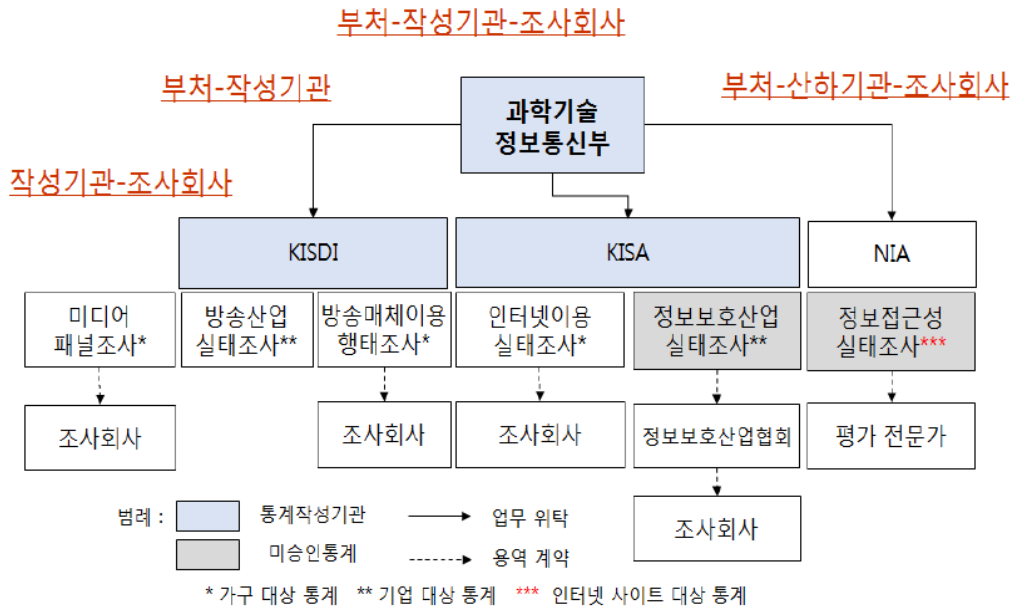 부처-작성기관-조사회사
부처-작성기관
부처-산하기관-조사회사
과학기술
정보통신부
작성기관-조사회사
KISDI
KISA
NIA
미디어
패널조사*
방송산업
실태조사**
방송매체이용
행태조사*
인터넷이용
실태조사*
정보보호산업
실태조사**
정보접근성
실태조사***
조사회사
조사회사
조사회사
정보보호산업협회
평가 전문가
조사회사
범례 :
통계작성기관
업무 위탁
미승인통계
용역 계약
* 가구 대상 통계 ** 기업 대상 통계 *** 인터넷 사이트 대상 통계